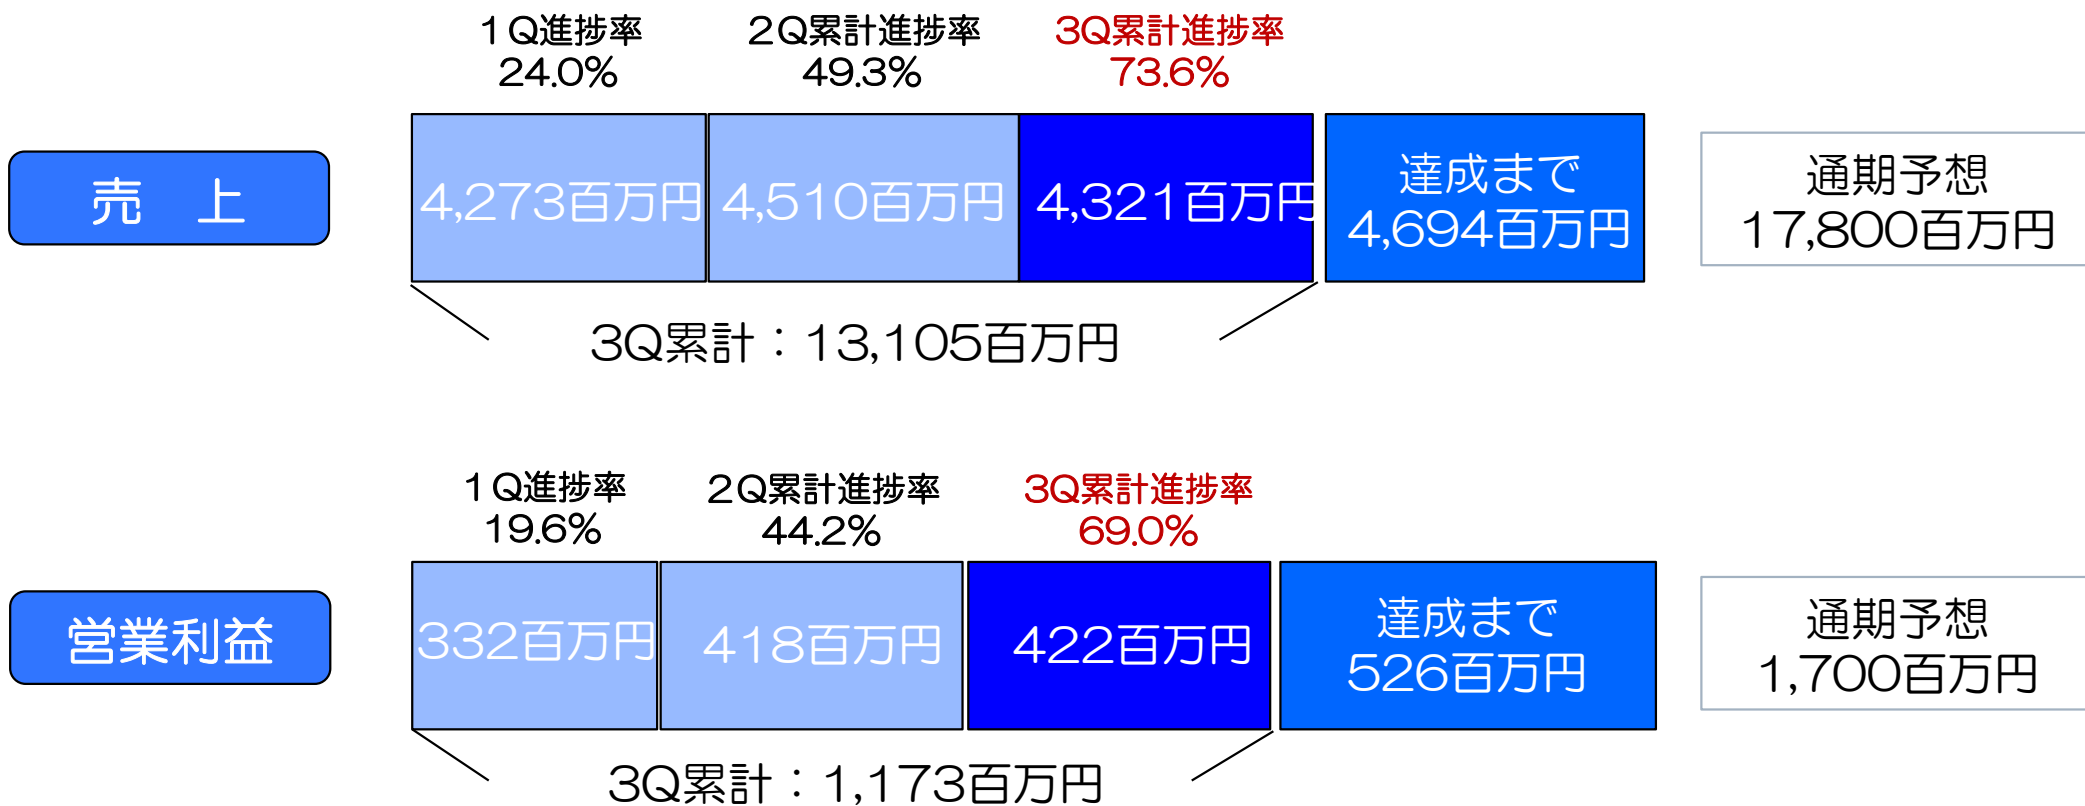 1Q進捗率
24.0%
2Q累計進捗率
49.3%
3Q累計進捗率
73.6%
売　上
4,273百万円
4,510百万円
4,321百万円
達成まで
4,694百万円
通期予想
17,800百万円
3Q累計：13,105百万円
1Q進捗率
19.6%
2Q累計進捗率
44.2%
3Q累計進捗率
69.0%
営業利益
332百万円
418百万円
422百万円
達成まで
526百万円
通期予想
1,700百万円
3Q累計：1,173百万円